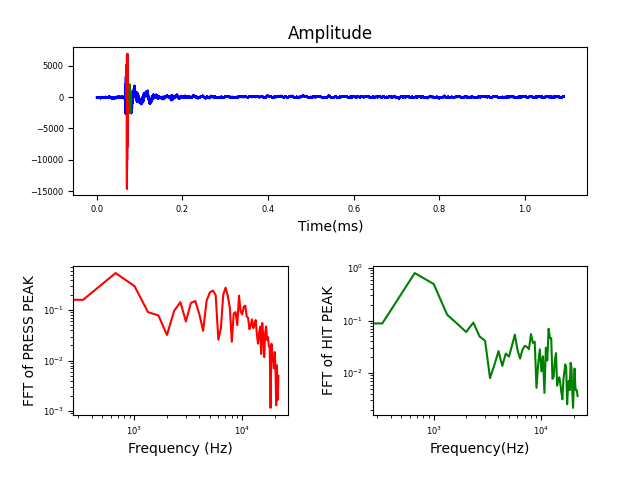 Amplitude
5000
0
−5000
−10000
−15000
0.0 0.2 0.4 0.6 0.8 1.0
Time(ms)
FFT of PRESS PEAK
10⁻¹
10⁻²
10⁻³
10³ 10⁴
Frequency (Hz)
FFT of HIT PEAK
10⁰
10⁻¹
10⁻²
10³ 10⁴
Frequency(Hz)